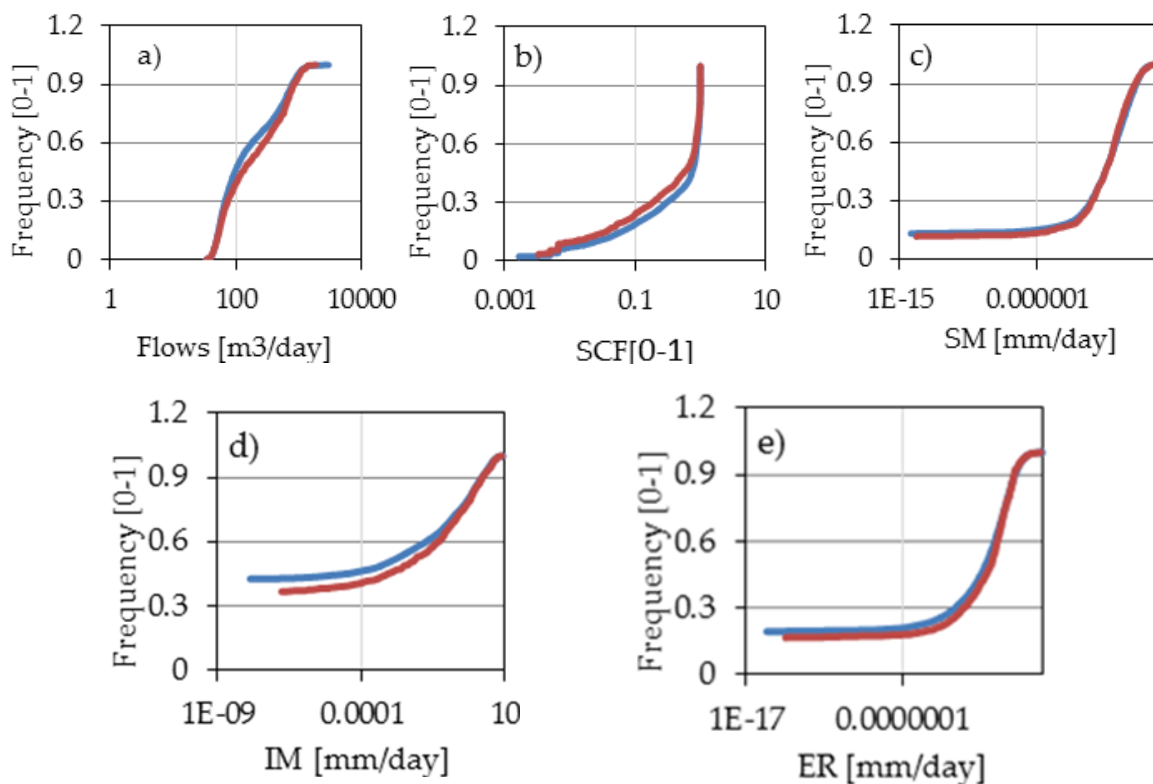 a)
Frequency [0-1]
1.2
0.9
0.6
0.3
0
1 100 10000
Flows [m3/day]
b)
Frequency [0-1]
1.2
0.9
0.6
0.3
0
0.001 0.1 10
SCF[0-1]
c)
Frequency [0-1]
1.2
0.9
0.6
0.3
0
1E-15 0.000001
SM [mm/day]
d)
Frequency [0-1]
1.2
0.9
0.6
0.3
0
1E-09 0.0001 10
IM [mm/day]
e)
Frequency [0-1]
1.2
0.9
0.6
0.3
0
1E-17 0.0000001
ER [mm/day]